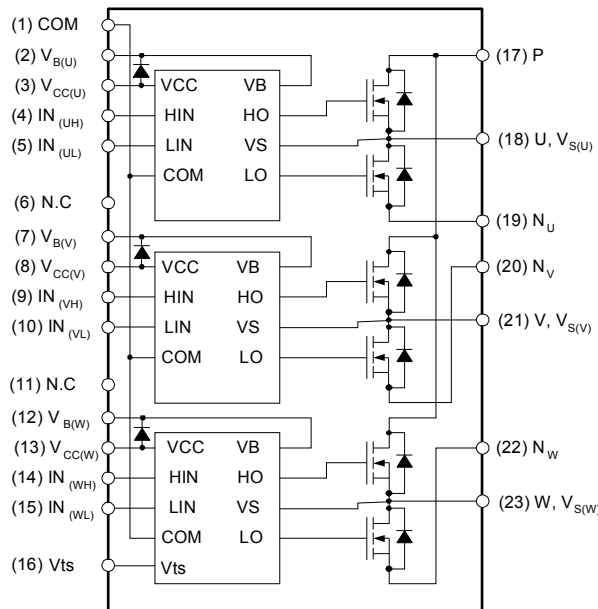 (1) COM
(2) V_B(U)
(3) V_CC(U)
(4) IN_(UH)
(5) IN_(UL)
(6) N.C
(7) V_B(V)
(8) V_CC(V)
(9) IN_(VH)
(10) IN_(VL)
(11) N.C
(12) V_B(W)
(13) V_CC(W)
(14) IN_(WH)
(15) IN_(WL)
(16) Vts
VCC VB
HIN HO
LIN VS
COM LO
VCC VB
HIN HO
LIN VS
COM LO
VCC VB
HIN HO
LIN VS
COM LO
Vts
(17) P
(18) U, V_S(U)
(19) N_U
(20) N_V
(21) V, V_S(V)
(22) N_W
(23) W, V_S(W)